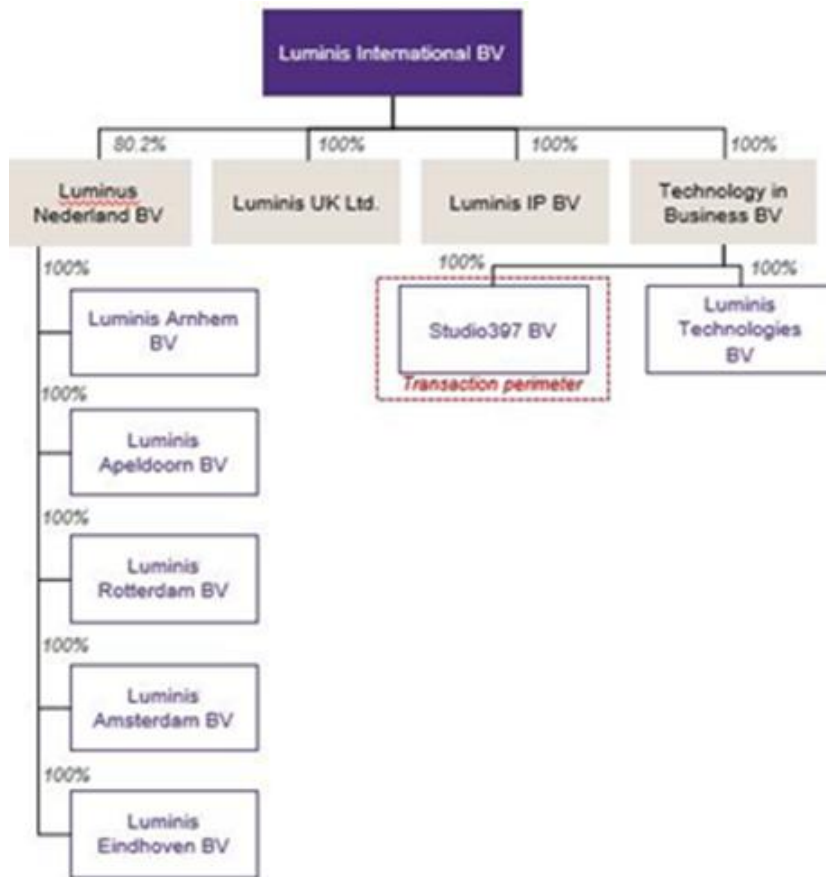 Luminis International BV
80.2%
100%
100%
100%
Luminus
Nederland BV
Luminis UK Ltd.
Luminis IP BV
Technology in
Business BV
100%
100%
100%
Luminis Arnhem
BV
Studio397 BV
Transaction perimeter
Luminis
Technologies
BV
100%
Luminis
Apeldoorn BV
100%
Luminis
Rotterdam BV
100%
Luminis
Amsterdam BV
100%
Luminis
Eindhoven BV